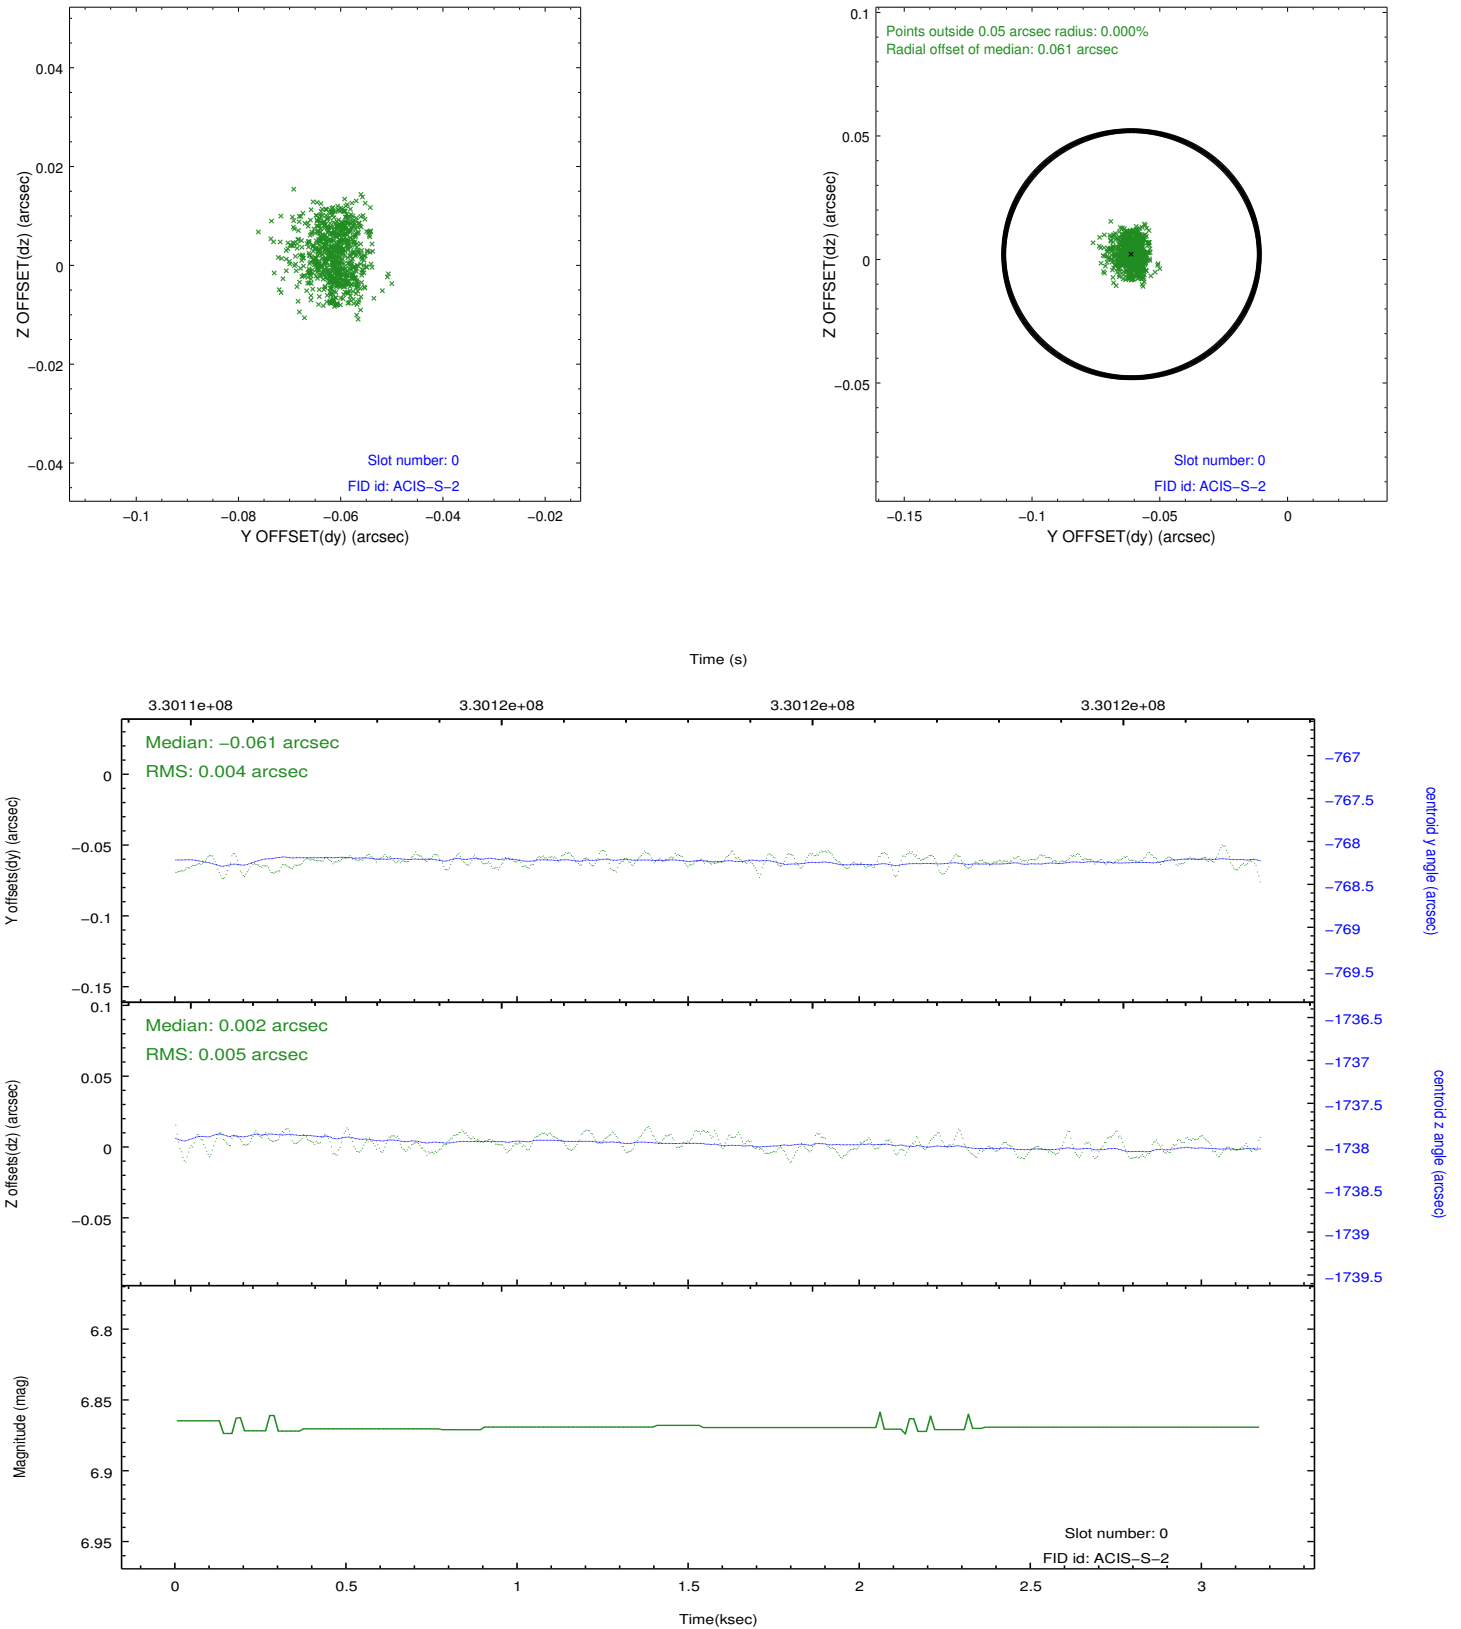 0.04
0.02
0
−0.02
−0.04
Z OFFSET(dz) (arcsec)
Slot number: 0
FID id: ACIS−S−2
−0.1
−0.08
−0.06
−0.04
−0.02
Y OFFSET(dy) (arcsec)
0.1
0.05
0
−0.05
Z OFFSET(dz) (arcsec)
Points outside 0.05 arcsec radius: 0.000%
Radial offset of median: 0.061 arcsec
Slot number: 0
FID id: ACIS−S−2
−0.15
−0.1
−0.05
0
Y OFFSET(dy) (arcsec)
Time (s)
3.3011e+08
3.3012e+08
3.3012e+08
3.3012e+08
Median: −0.061 arcsec
RMS: 0.004 arcsec
0
−0.05
−0.1
−0.15
Y offsets(dy) (arcsec)
−767
−767.5
−768
−768.5
−769
−769.5
centroid y angle (arcsec)
Median: 0.002 arcsec
RMS: 0.005 arcsec
0.1
0.05
0
−0.05
Z offsets(dz) (arcsec)
−1736.5
−1737
−1737.5
−1738
−1738.5
−1739
−1739.5
centroid z angle (arcsec)
6.8
6.85
6.9
6.95
Magnitude (mag)
Slot number: 0
FID id: ACIS−S−2
0
0.5
1
1.5
2
2.5
3
Time(ksec)